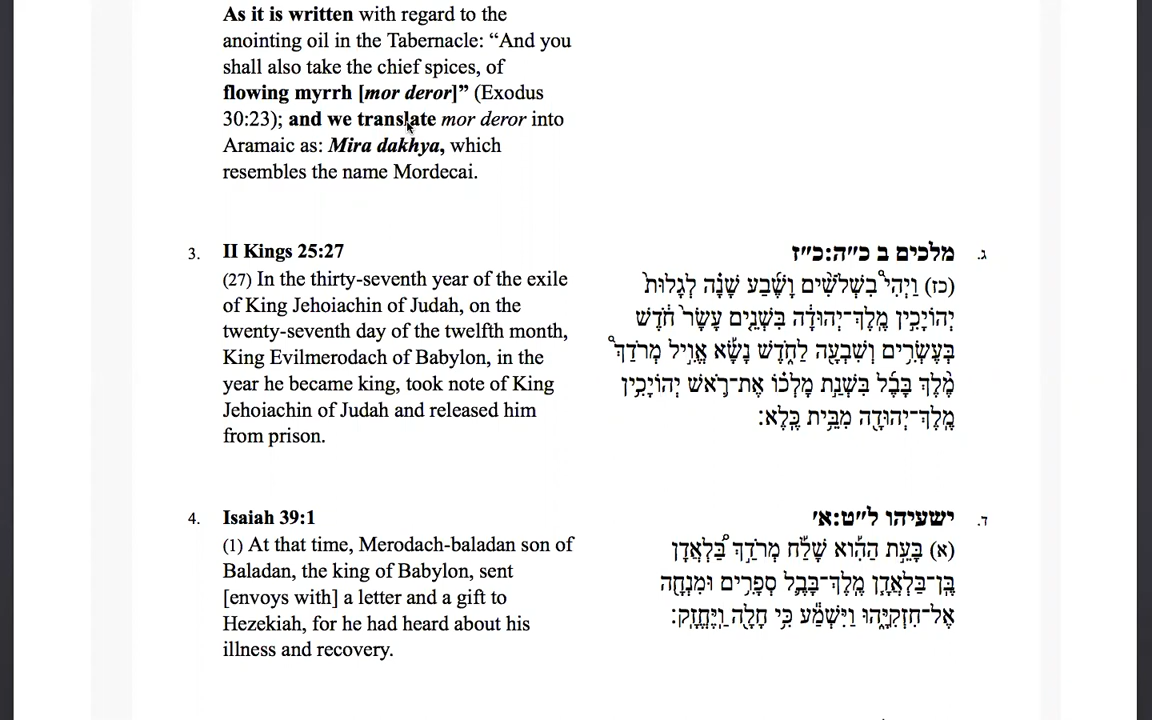 As it is written with regard to the
anointing oil in the Tabernacle: “And you
shall also take the chief spices, of
flowing myrrh [mor deror]” (Exodus
30:23); and we translate mor deror into
Aramaic as: Mira dakhya, which
resembles the name Mordecai.
3. II Kings 25:27
(27) In the thirty-seventh year of the exile
of King Jehoiachin of Judah, on the
twenty-seventh day of the twelfth month,
King Evilmerodach of Babylon, in the
year he became king, took note of King
Jehoiachin of Judah and released him
from prison.
ג. מלכים ב כ״ה:כ״ז
(כז) וַיְהִי֩ בִשְׁלֹשִׁ֨ים וָשֶׁ֜בַע שָׁנָ֗ה לְגָלוּת֙
יְהוֹיָכִ֣ין מֶֽלֶךְ־יְהוּדָ֔ה בִּשְׁנֵ֤ים עָשָׂר֙ חֹ֔דֶשׁ
בְּעֶשְׂרִ֥ים וְשִׁבְעָ֖ה לַחֹ֑דֶשׁ נָשָׂ֡א אֱוִ֣יל מְרֹדַךְ֩
מֶ֨לֶךְ בָּבֶ֜ל בִּשְׁנַ֣ת מׇלְכ֗וֹ אֶת־רֹ֛אשׁ יְהוֹיָכִ֥ין
מֶֽלֶךְ־יְהוּדָ֖ה מִבֵּ֥ית כֶּֽלֶא׃
4. Isaiah 39:1
(1) At that time, Merodach-baladan son of
Baladan, the king of Babylon, sent
[envoys with] a letter and a gift to
Hezekiah, for he had heard about his
illness and recovery.
ד. ישעיהו ל״ט:א׳
(א) בָּעֵ֣ת הַהִ֡וא שָׁלַ֡ח מְרֹדַ֣ךְ בַּ֠לְאֲדָ֠ן
בֶּֽן־בַּלְאֲדָ֧ן מֶֽלֶךְ־בָּבֶ֛ל סְפָרִ֥ים וּמִנְחָ֖ה
אֶל־חִזְקִיָּ֑הוּ וַיִּשְׁמַ֕ע כִּ֥י חָלָ֖ה וַֽיֶּחֱזָֽק׃